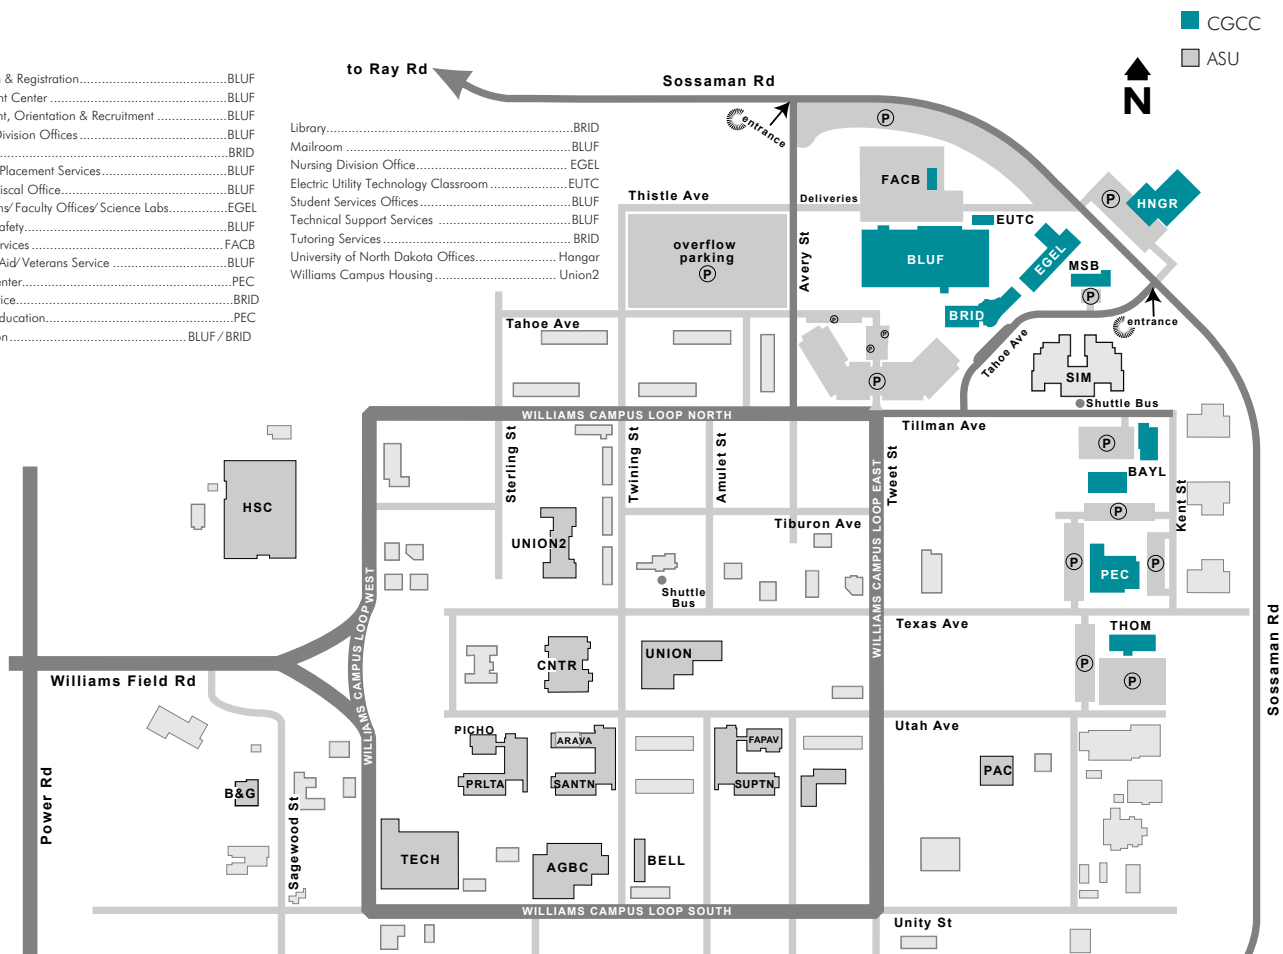 CGCC
ASU
N
to Ray Rd
Sossaman Rd
entrance
& Registration BLUF
nt Center BLUF
nt, Orientation & Recruitment BLUF
Division Offices BLUF
BRID
Placement Services BLUF
iscal Office BLUF
ns/ Faculty Offices/ Science Labs EGEL
afety BLUF
rvices FACB
Aid/ Veterans Service BLUF
enter PEC
ice BRID
ducation PEC
on BLUF / BRID
Library BRID
Mailroom BLUF
Nursing Division Office EGEL
Electric Utility Technology Classroom EUTC
Student Services Offices BLUF
Technical Support Services BLUF
Tutoring Services BRID
University of North Dakota Offices Hangar
Williams Campus Housing Union2
P
FACB
P
HNGR
Thistle Ave
Deliveries
EUTC
overflow
parking
P
Avery St
BLUF
EGEL
MSB
P
BRID
entrance
Tahoe Ave
P
P
P
Tahoe Ave
P
SIM
Shuttle Bus
WILLIAMS CAMPUS LOOP NORTH
Tillman Ave
Sterling St
Twining St
Amulet St
Tweet St
WILLIAMS CAMPUS LOOP EAST
P
BAYL
Kent St
HSC
UNION2
Tiburon Ave
P
P
PEC
P
Shuttle
Bus
WILLIAMS CAMPUS LOOP WEST
Texas Ave
THOM
P
P
CNTR
UNION
Williams Field Rd
Sossaman Rd
Utah Ave
PICHO
ARAVA
FAPAV
PRLTA
SANTN
SUPTN
PAC
B&G
Power Rd
Sagewood St
TECH
AGBC
BELL
WILLIAMS CAMPUS LOOP SOUTH
Unity St